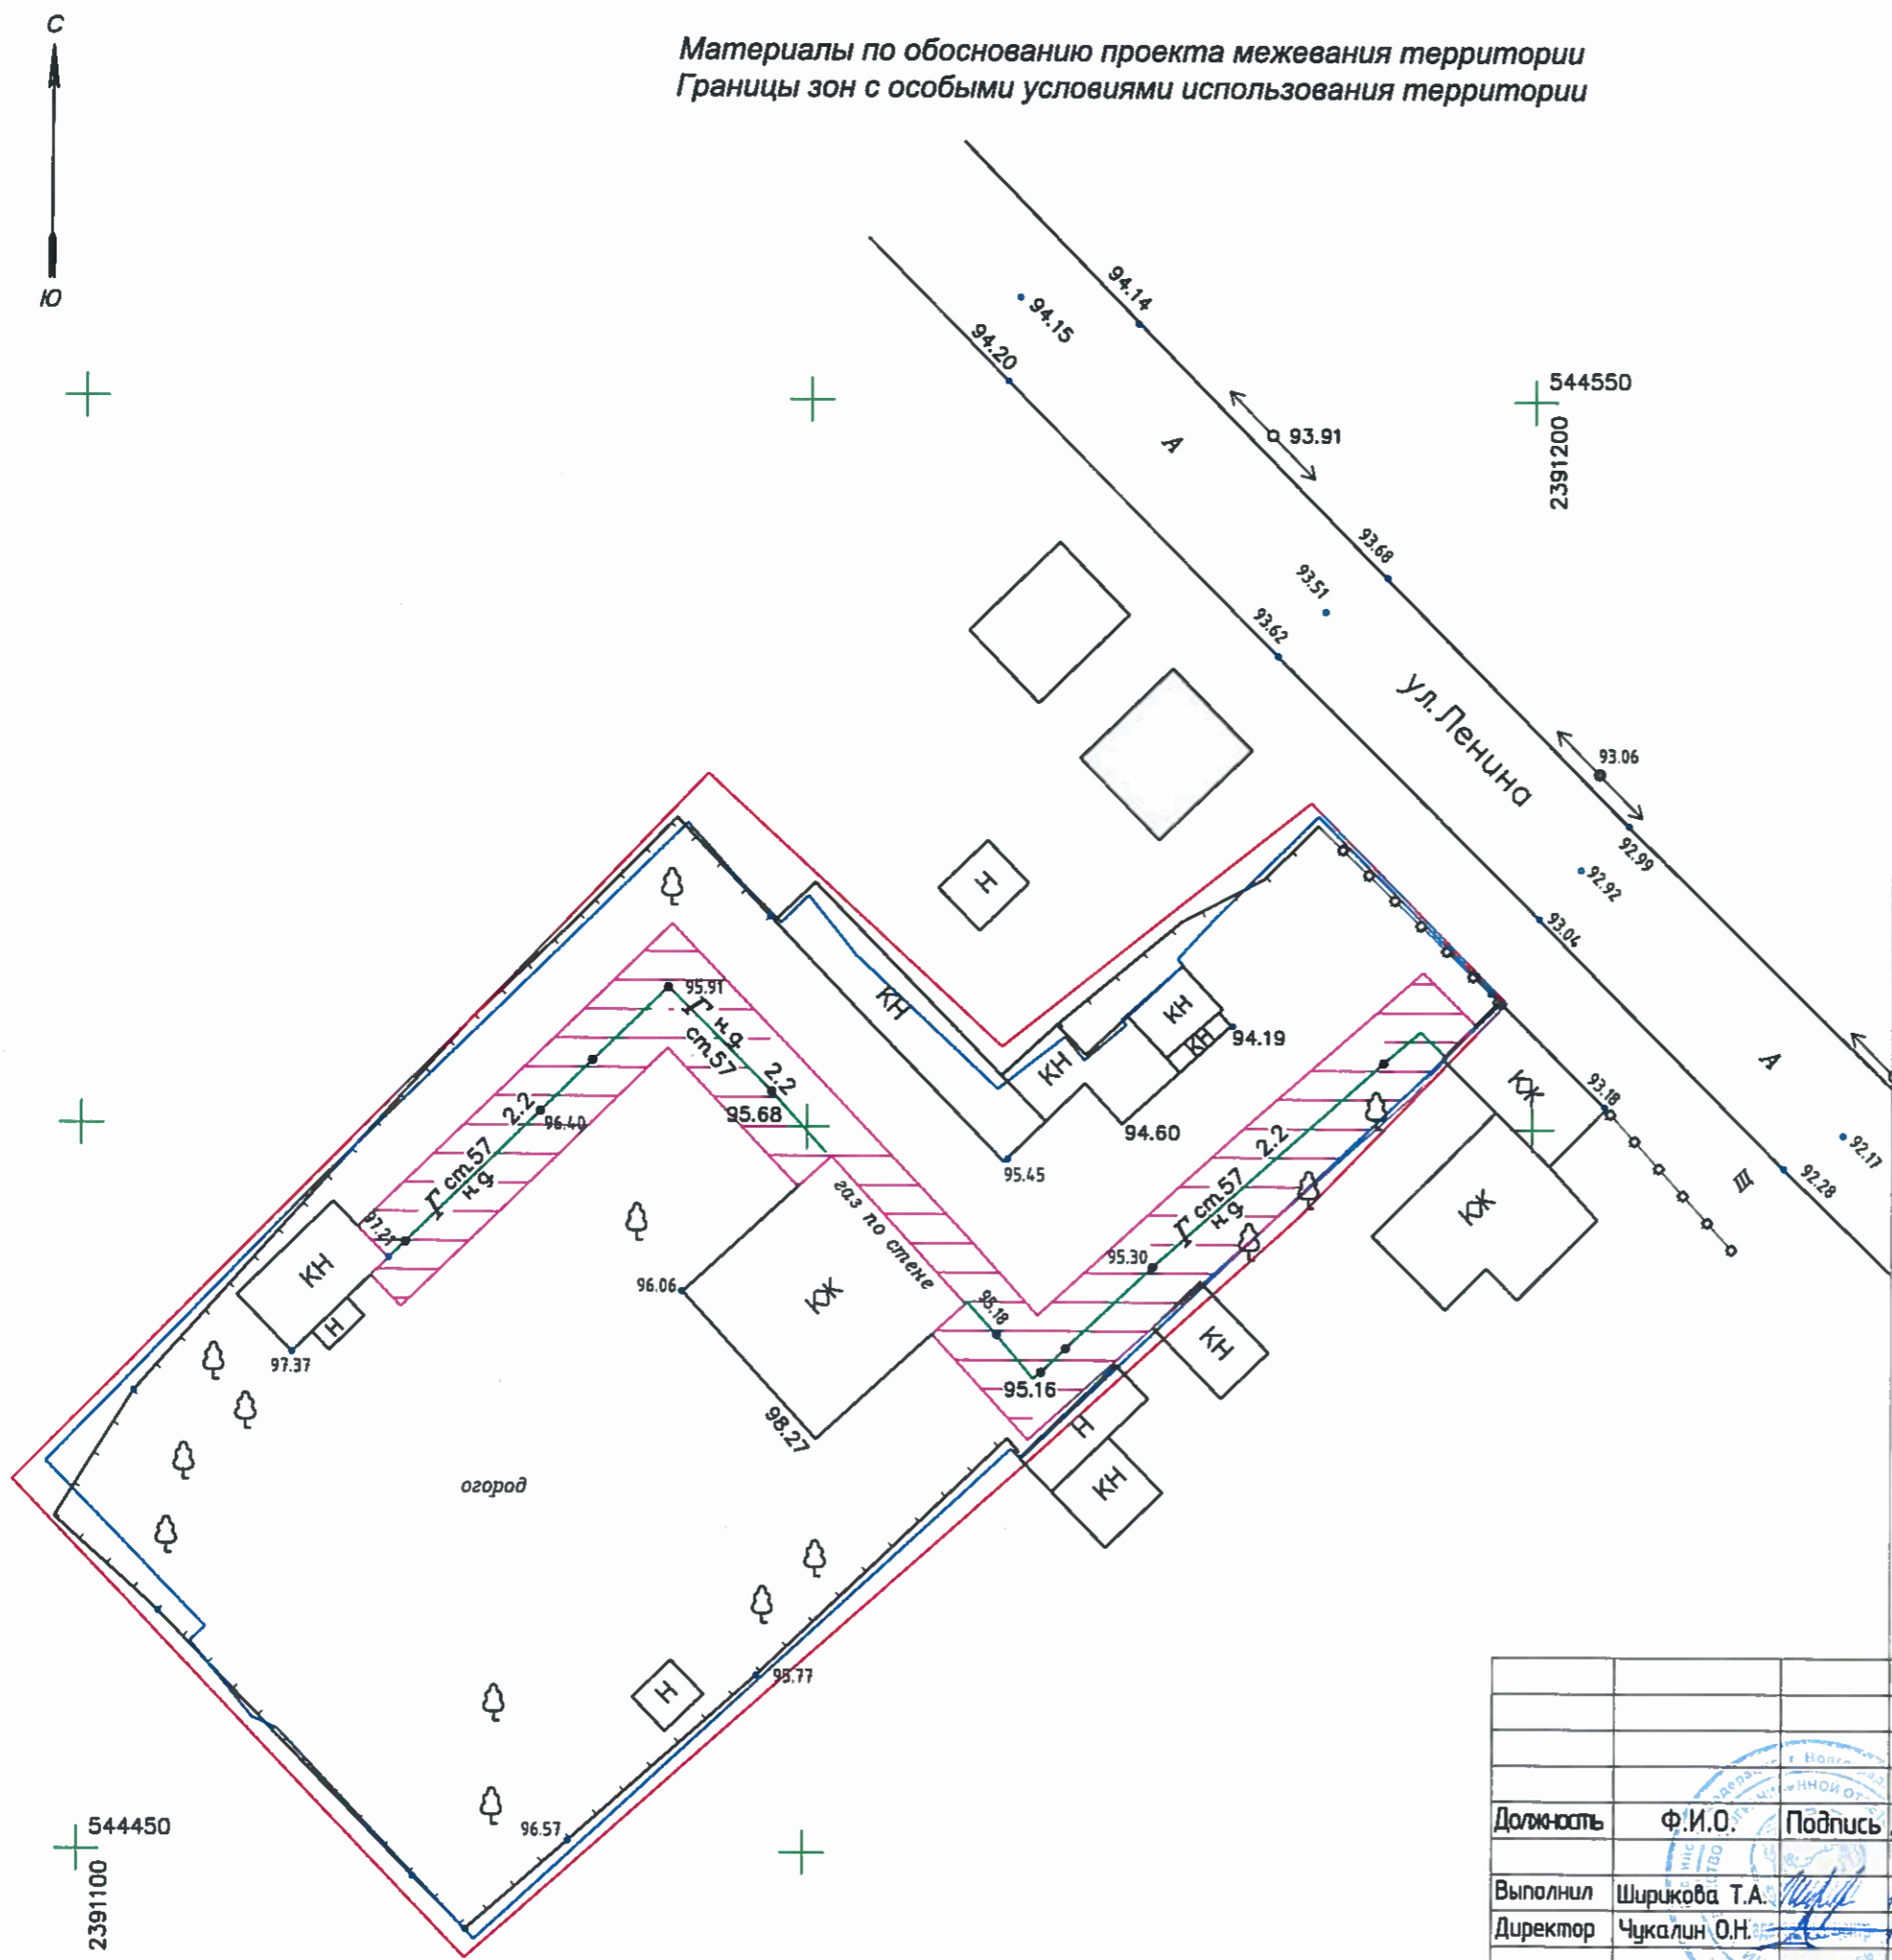 С
Ю
Материалы по обоснованию проекта межевания территории
Границы зон с особыми условиями использования территории
94.14
94.15
94.20
А
93.91
544550
2391200
93.68
93.51
93.62
ул. Ленина
93.06
92.99
92.92
93.04
Н
КН
КН
КН
КН
94.19
94.60
95.45
95.91
Г н.д.
ст.57
2.2
95.68
2.2
96.40
Г ст.57
н.д.
97.21
КН
Н
97.37
96.06
КЖ
98.27
газ по стене
95.18
95.16
95.30
Г ст.57
н.д.
2.2
КЖ
93.18
КЖ
А
Ш
92.17
92.28
КН
Н
КН
огород
Н
95.77
96.57
544450
2391100
Должность Ф.И.О. Подпись
Выполнил Ширикова Т.А.
Директор Чукалин О.Н.